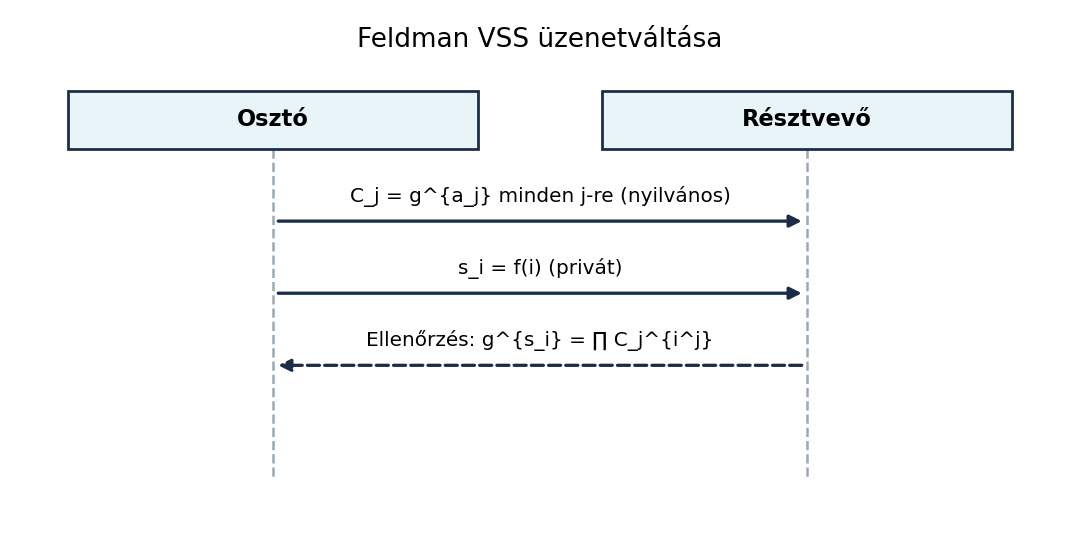 Feldman VSS üzenetváltása
Osztó
Résztvevő
C_j = g^{a_j} minden j-re (nyilvános)
s_i = f(i) (privát)
Ellenőrzés: g^{s_i} = ∏ C_j^{i^j}